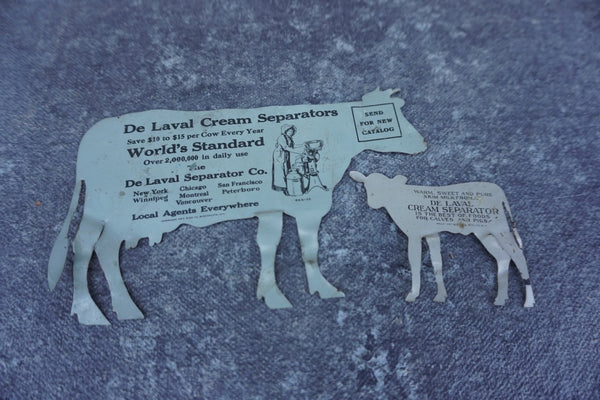 De Laval Cream Separators
Save $10 to $15 per Cow Every Year
World's Standard
Over 2,000,000 in daily use
The
De Laval Separator Co.
New York Chicago San Francisco
Winnipeg Montreal Peterboro
Vancouver
Local Agents Everywhere
SEND
FOR NEW
CATALOG
WARM, SWEET AND PURE
SKIM-MILK FROM
DE LAVAL
CREAM SEPARATOR
IS THE BEST OF FOODS
FOR CALVES AND PIGS